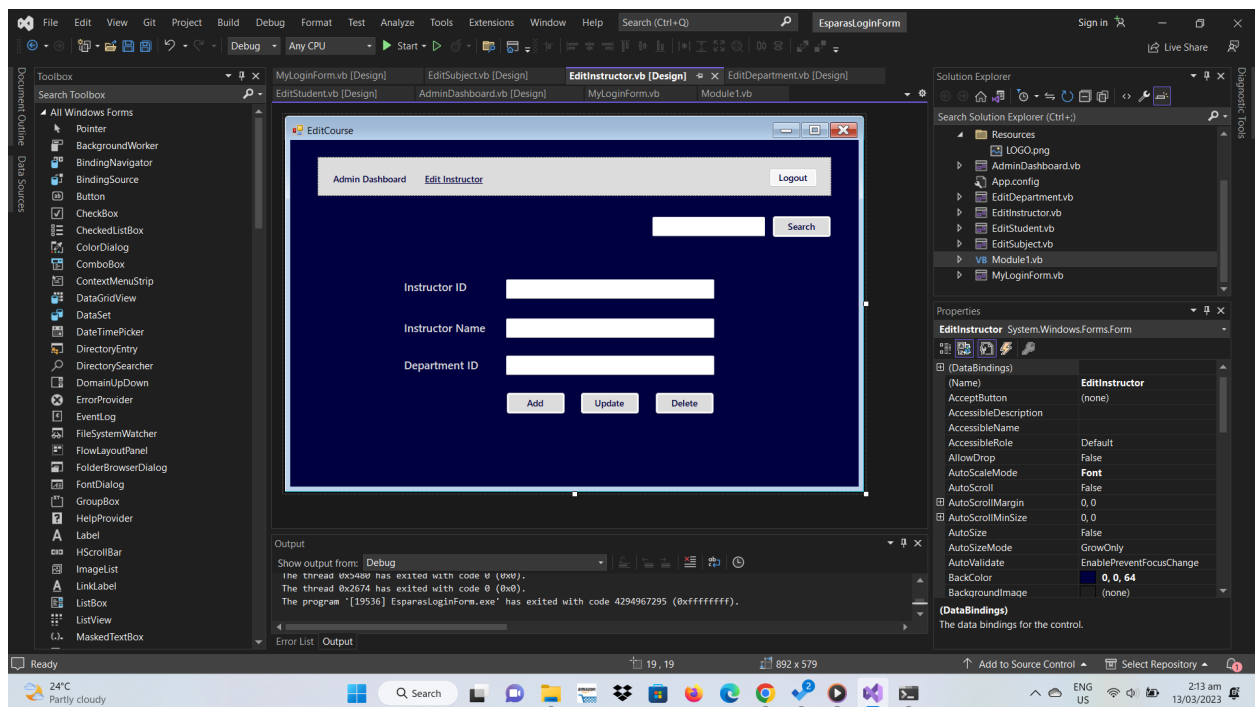 File Edit View Git Project Build Debug Format Test Analyze Tools Extensions Window Help Search (Ctrl+Q) EsparasLoginForm Sign in
Debug Any CPU Start Live Share
Document Outline
Data Sources
Toolbox
Search Toolbox
All Windows Forms
Pointer
BackgroundWorker
BindingNavigator
BindingSource
Button
CheckBox
CheckedListBox
ColorDialog
ComboBox
ContextMenuStrip
DataGridView
DataSet
DateTimePicker
DirectoryEntry
DirectorySearcher
DomainUpDown
ErrorProvider
EventLog
FileSystemWatcher
FlowLayoutPanel
FolderBrowserDialog
FontDialog
GroupBox
HelpProvider
Label
HScrollBar
ImageList
LinkLabel
ListBox
ListView
MaskedTextBox
MyLoginForm.vb [Design] EditSubject.vb [Design] EditInstructor.vb [Design] EditDepartment.vb [Design]
EditStudent.vb [Design] AdminDashboard.vb [Design] MyLoginForm.vb Module1.vb
EditCourse
Admin Dashboard Edit Instructor Logout
Search
Instructor ID
Instructor Name
Department ID
Add Update Delete
Output
Show output from: Debug
The thread 0x5480 has exited with code 0 (0x0).
The thread 0x2674 has exited with code 0 (0x0).
The program '[19536] EsparasLoginForm.exe' has exited with code 4294967295 (0xffffffff).
Error List Output
Solution Explorer
Search Solution Explorer (Ctrl+;)
Resources
LOGO.png
AdminDashboard.vb
App.config
EditDepartment.vb
EditInstructor.vb
EditStudent.vb
EditSubject.vb
VB Module1.vb
MyLoginForm.vb
Diagnostic Tools
Properties
EditInstructor System.Windows.Forms.Form
(DataBindings)
(Name) EditInstructor
AcceptButton (none)
AccessibleDescription
AccessibleName
AccessibleRole Default
AllowDrop False
AutoScaleMode Font
AutoScroll False
AutoScrollMargin 0, 0
AutoScrollMinSize 0, 0
AutoSize False
AutoSizeMode GrowOnly
AutoValidate EnablePreventFocusChange
BackColor 0, 0, 64
BackgroundImage (none)
(DataBindings)
The data bindings for the control.
Ready 19 , 19 892 x 579 Add to Source Control Select Repository 1
24°C
Partly cloudy
Search 2 ENG
US
2:13 am
13/03/2023